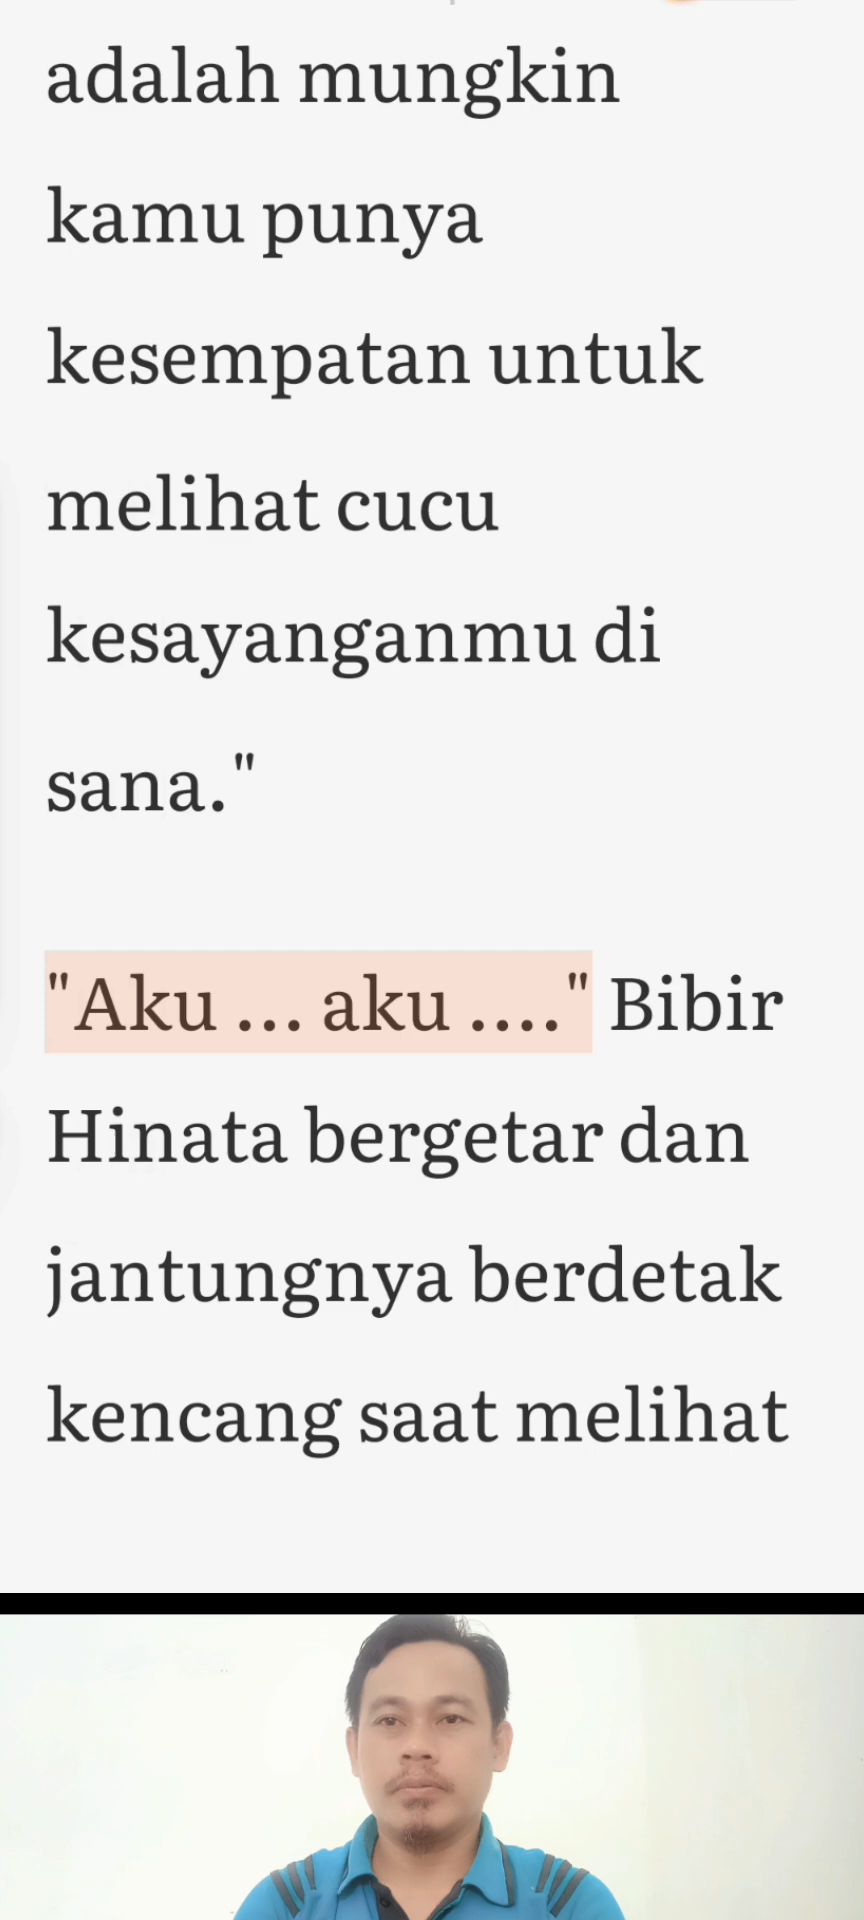 adalah mungkin
kamu punya
kesempatan untuk
melihat cucu
kesayanganmu di
sana."
"Aku ... aku ...." Bibir
Hinata bergetar dan
jantungnya berdetak
kencang saat melihat